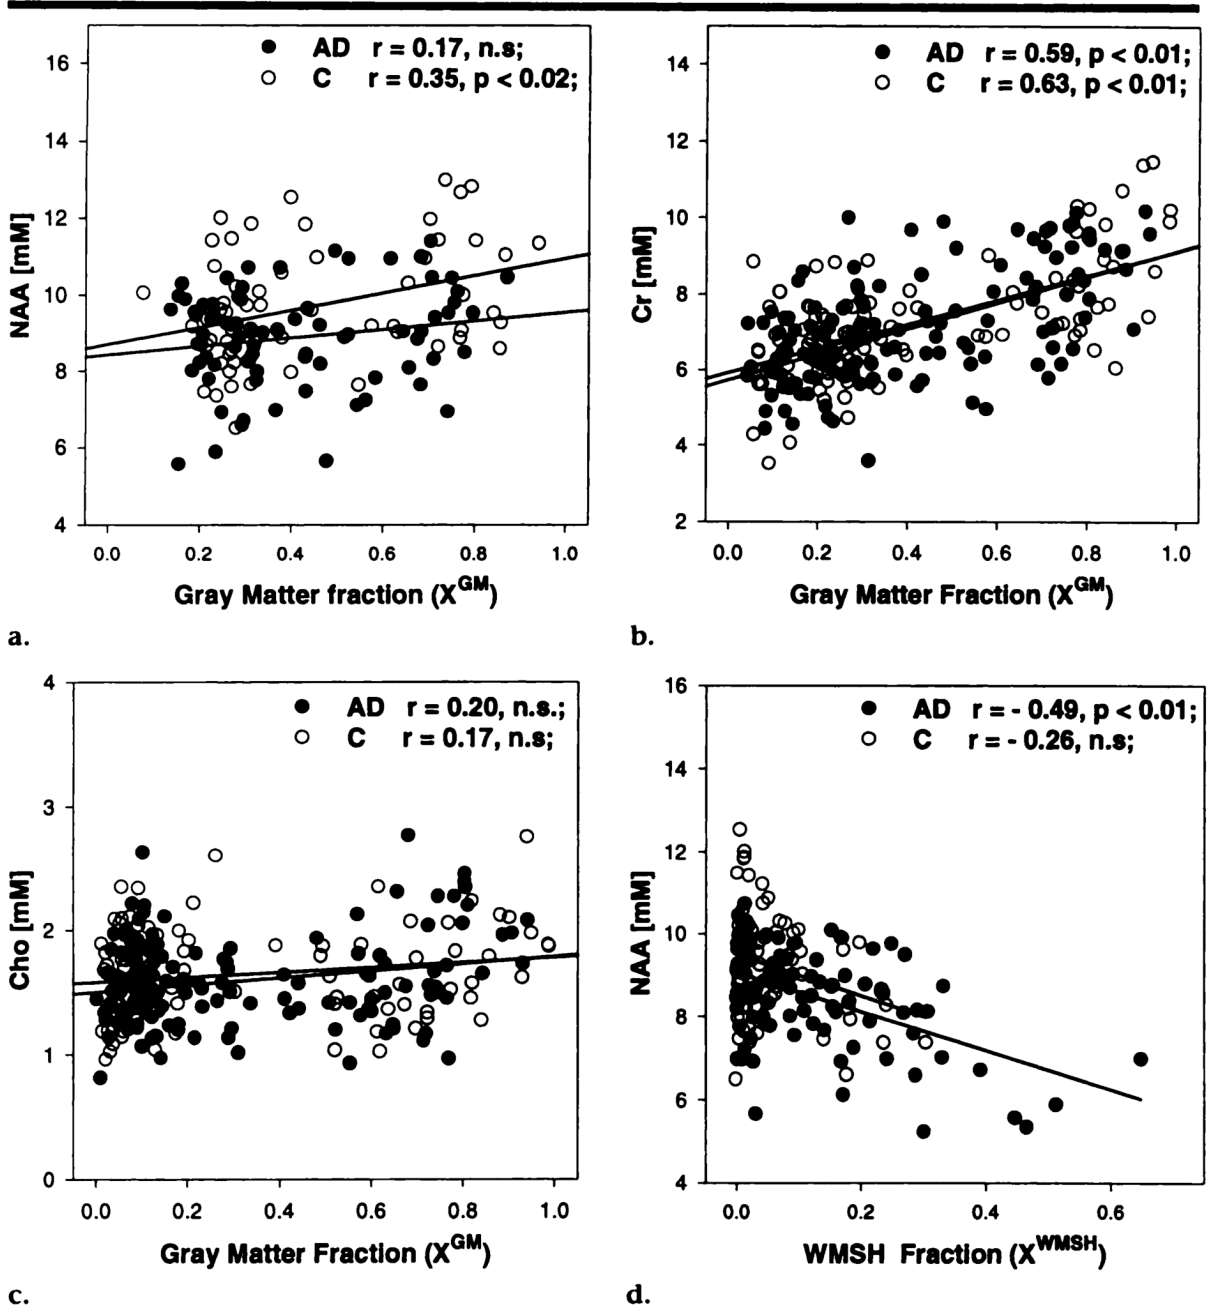 AD r = 0.17, n.s;
C r = 0.35, p < 0.02;
16
14
12
10
8
6
4
NAA [mM]
0.0 0.2 0.4 0.6 0.8 1.0
Gray Matter fraction (X^GM)
a.
AD r = 0.59, p < 0.01;
C r = 0.63, p < 0.01;
14
12
10
8
6
4
2
Cr [mM]
0.0 0.2 0.4 0.6 0.8 1.0
Gray Matter Fraction (X^GM)
b.
AD r = 0.20, n.s.;
C r = 0.17, n.s;
4
3
2
1
0
Cho [mM]
0.0 0.2 0.4 0.6 0.8 1.0
Gray Matter Fraction (X^GM)
c.
AD r = - 0.49, p < 0.01;
C r = - 0.26, n.s;
16
14
12
10
8
6
4
NAA [mM]
0.0 0.2 0.4 0.6
WMSH Fraction (X^WMSH)
d.